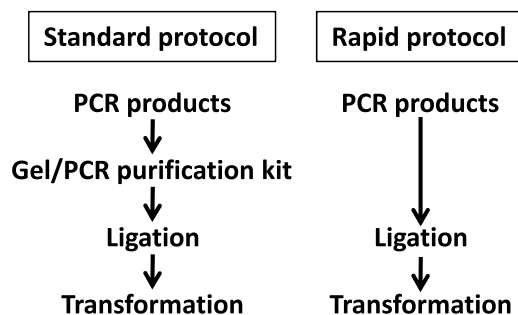 Standard protocol
Rapid protocol
PCR products
PCR products
Gel/PCR purification kit
Ligation
Ligation
Transformation
Transformation